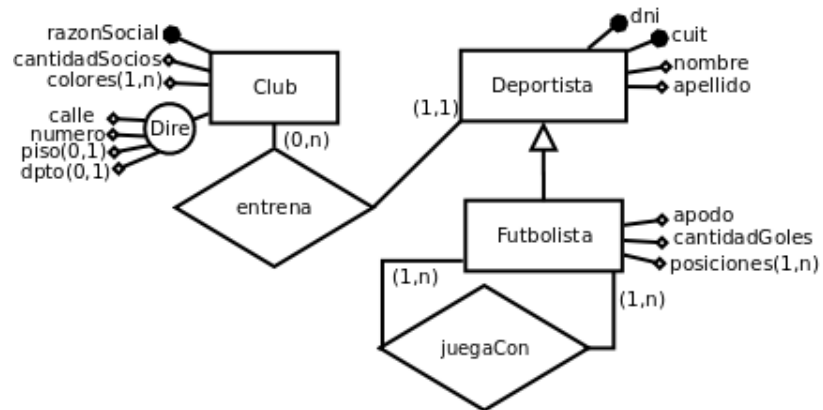 razonSocial
cantidadSocios
colores(1,n)
Club
calle
numero
piso(0,1)
dpto(0,1)
Dire
(0,n)
entrena
(1,1)
dni
cuit
nombre
apellido
Deportista
Futbolista
apodo
cantidadGoles
posiciones(1,n)
(1,n)
(1,n)
juegaCon